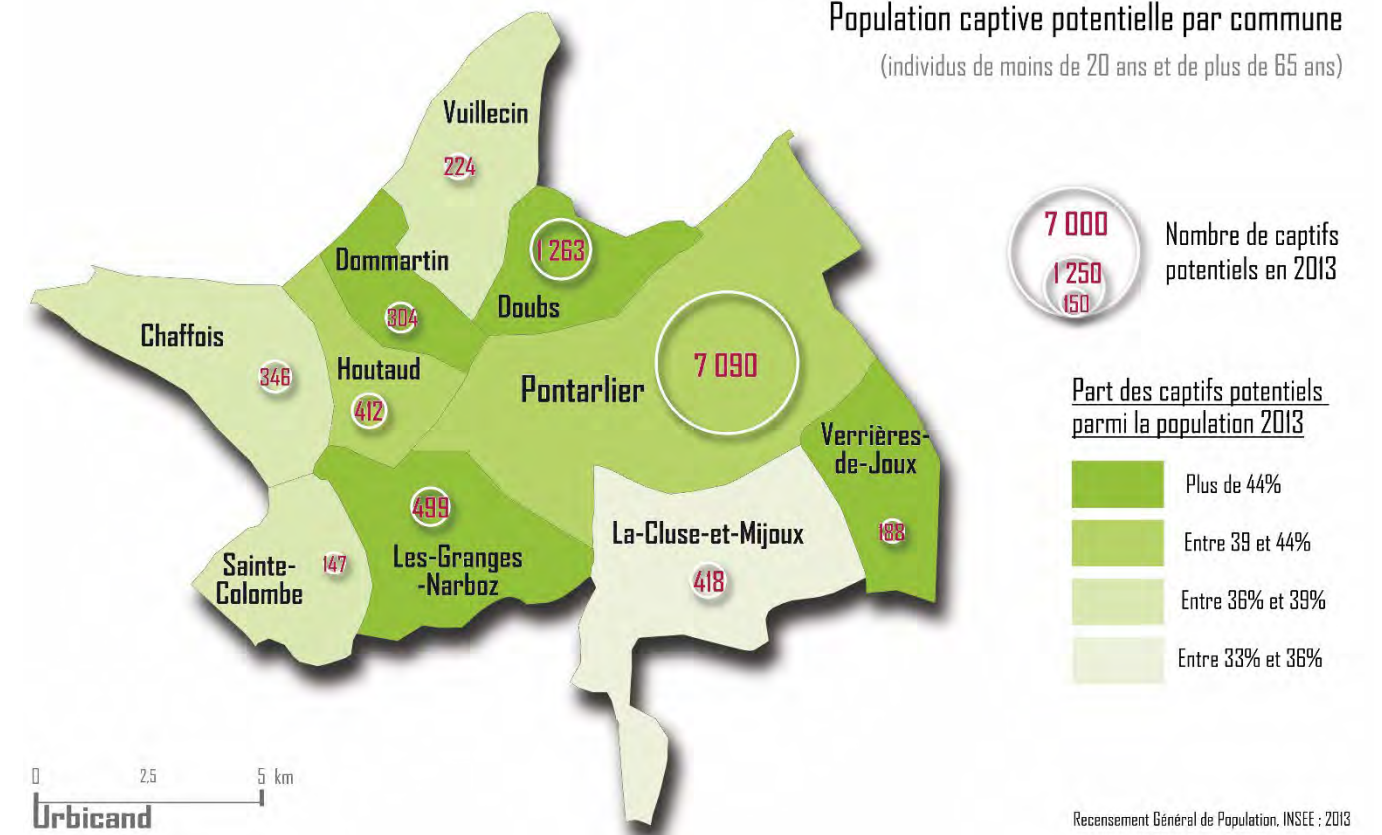 Population captive potentielle par commune
(individus de moins de 20 ans et de plus de 65 ans)
Vuillecin
224
1 263
Dommartin
Doubs
304
Chaffois
346
Houtaud
412
Pontarlier
7 090
Verrières-
de-Joux
188
499
Les-Granges
-Narboz
La-Cluse-et-Mijoux
418
Sainte-
Colombe
147
7 000
1 250
150
Nombre de captifs
potentiels en 2013
Part des captifs potentiels
parmi la population 2013
Plus de 44%
Entre 39 et 44%
Entre 36% et 39%
Entre 33% et 36%
0 2,5 5 km
Urbicand
Recensement Général de Population, INSEE ; 2013